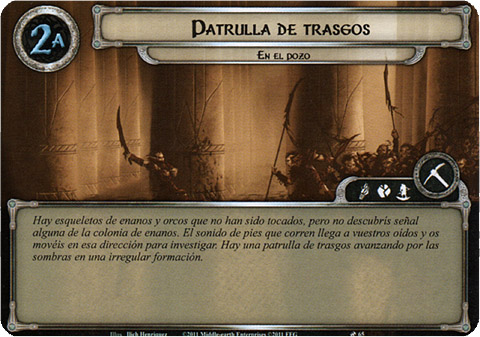 2A
PATRULLA DE TRASGOS
EN EL POZO
Hay esqueletos de enanos y orcos que no han sido tocados, pero no descubrís señal
alguna de la colonia de enanos. El sonido de pies que corren llega a vuestros oídos y os
movéis en esa dirección para investigar. Hay una patrulla de trasgos avanzando por las
sombras en una irregular formación.
Ilus. Ilich Henriquez ©2011 Middle-earth Enterprises ©2011 FFG 65